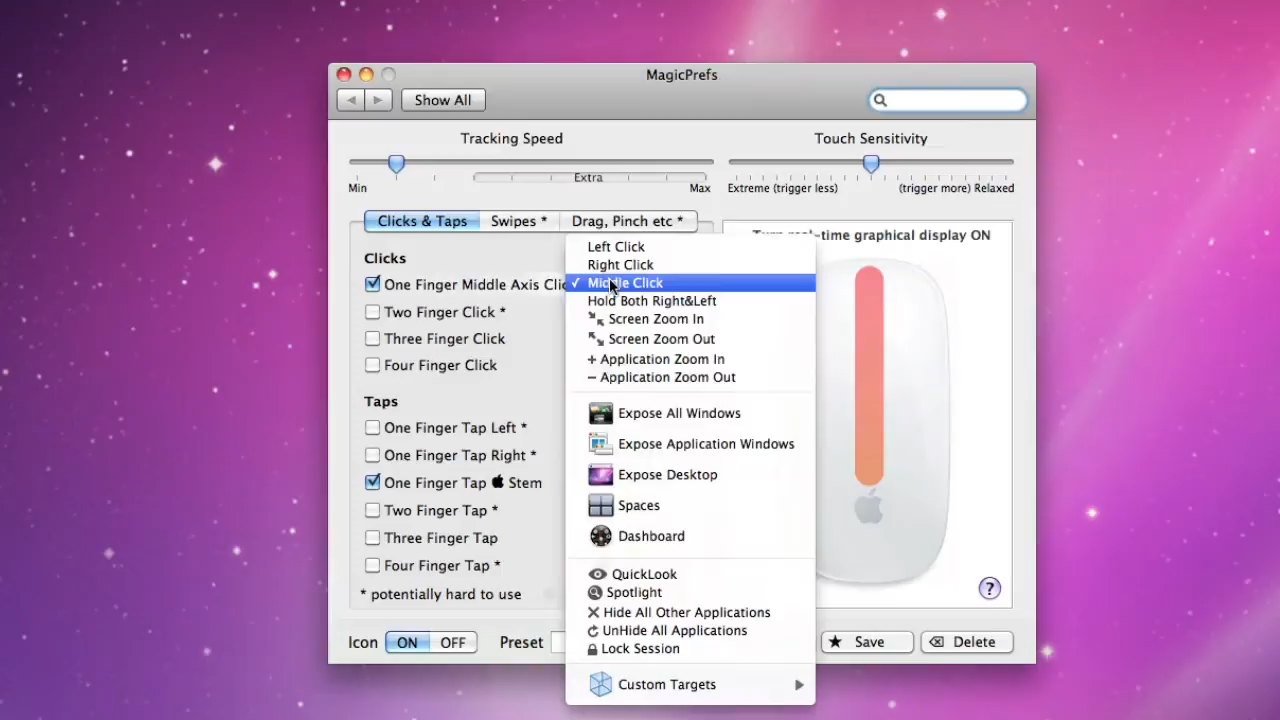 MagicPrefs
Show All
Tracking Speed
Touch Sensitivity
Extra
Min
Max
Extreme (trigger less)
(trigger more) Relaxed
Clicks & Taps
Swipes *
Drag, Pinch etc *
time graphical display ON
Clicks
One Finger Middle Axis Clic
Two Finger Click *
Three Finger Click
Four Finger Click
Taps
One Finger Tap Left *
One Finger Tap Right *
One Finger Tap Stem
Two Finger Tap *
Three Finger Tap
Four Finger Tap *
* potentially hard to use
Left Click
Right Click
✓ Middle Click
Hold Both Right&Left
Screen Zoom In
Screen Zoom Out
+ Application Zoom In
− Application Zoom Out
Expose All Windows
Expose Application Windows
Expose Desktop
Spaces
Dashboard
QuickLook
Spotlight
Hide All Other Applications
UnHide All Applications
Lock Session
Custom Targets
?
Icon
ON
OFF
Preset
Save
Delete